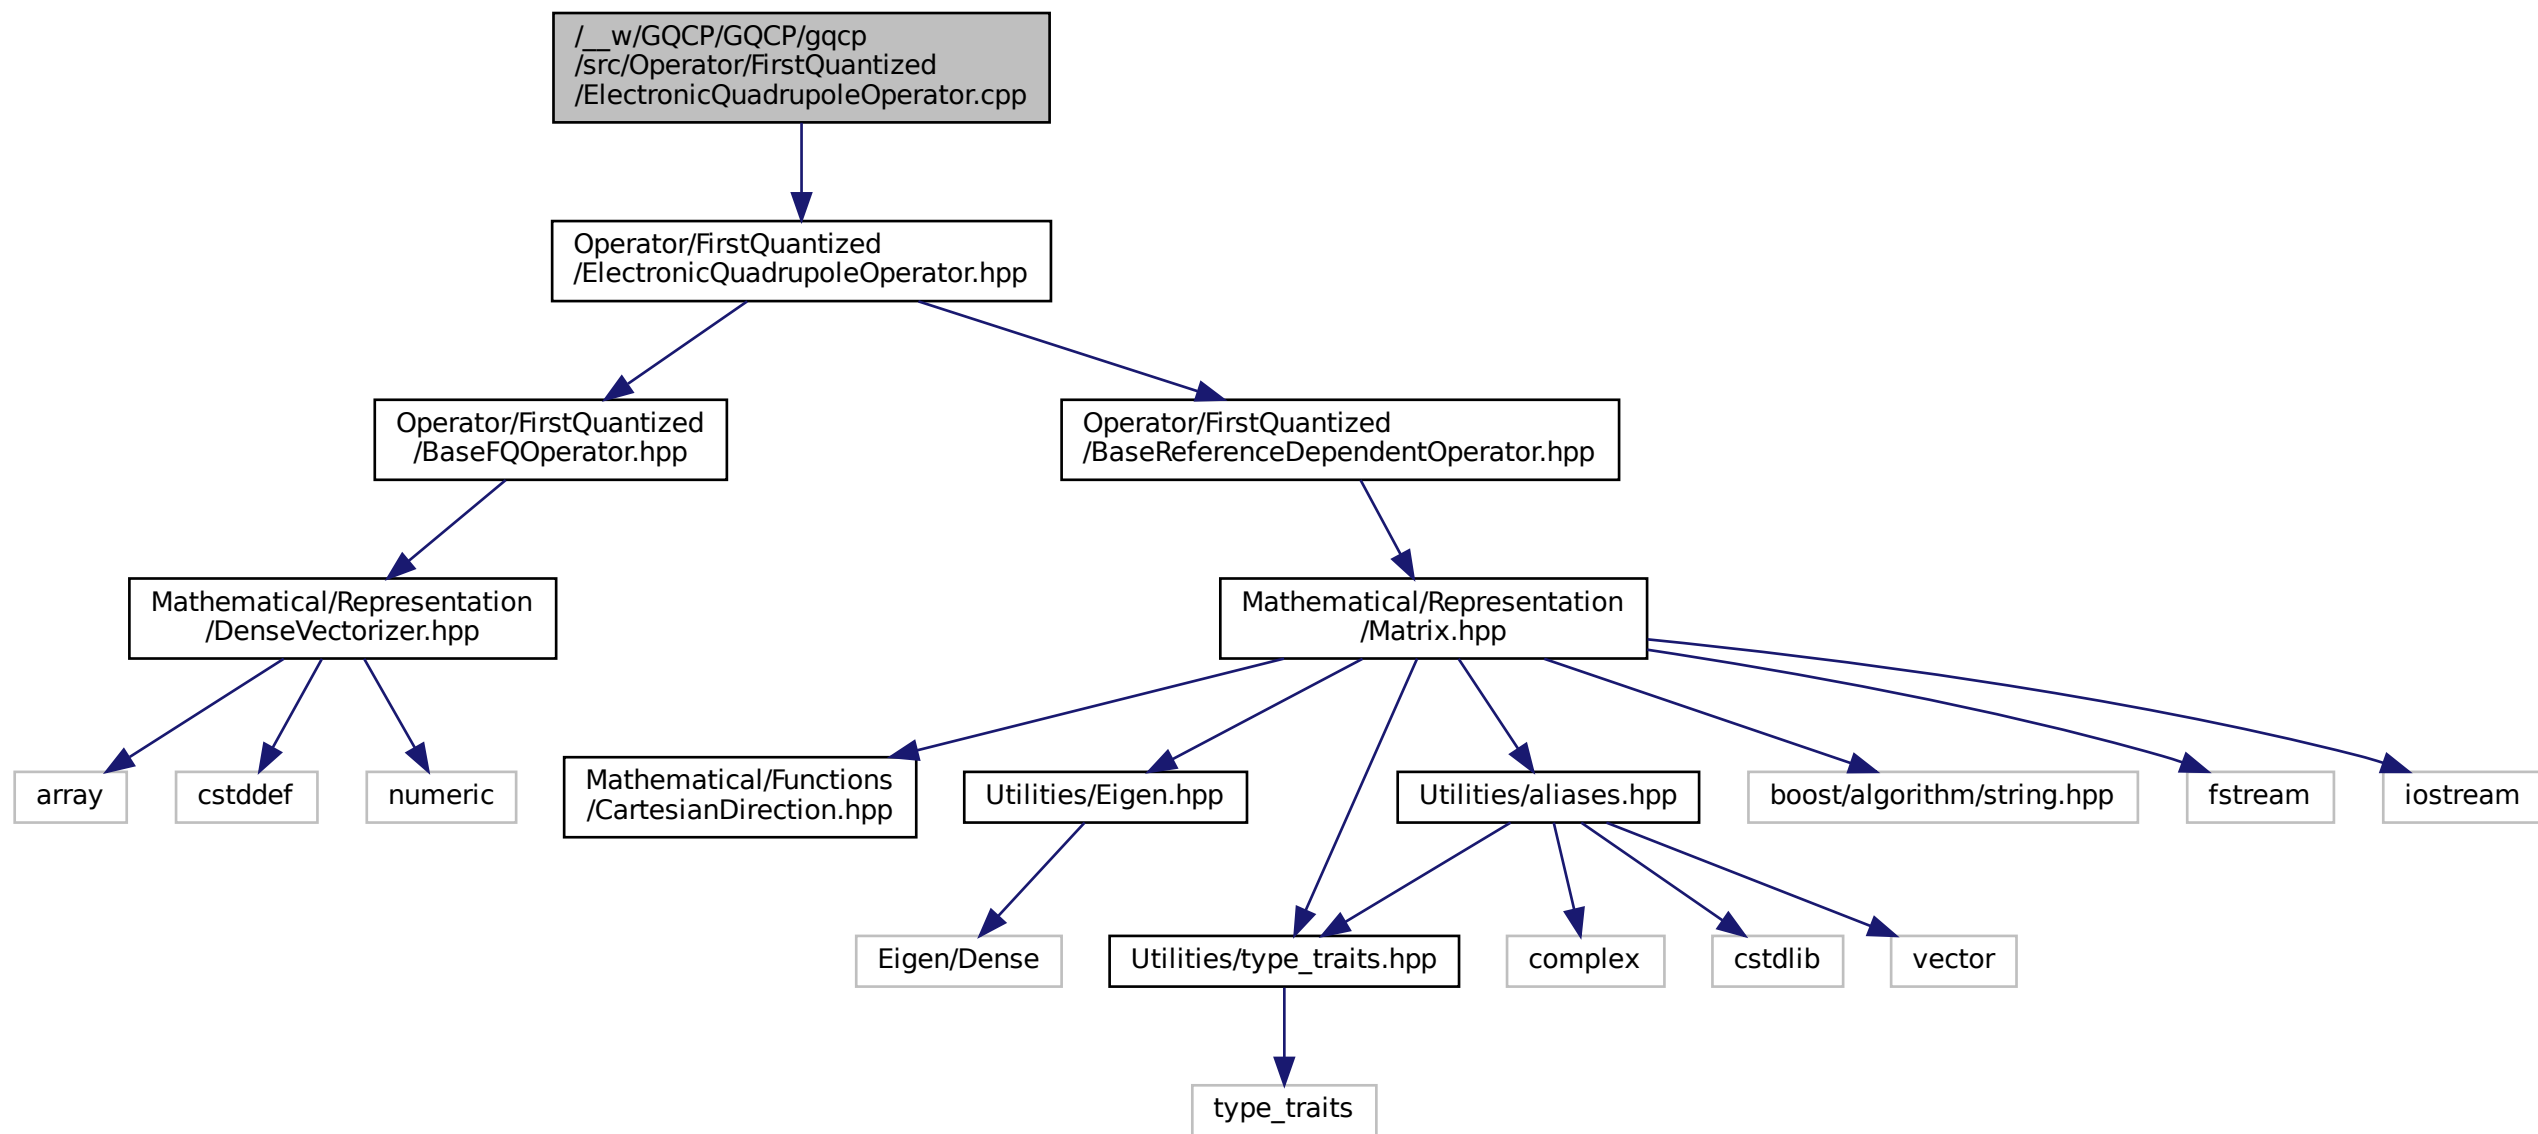 /__w/GQCP/GQCP/gqcp
/src/Operator/FirstQuantized
/ElectronicQuadrupoleOperator.cpp
Operator/FirstQuantized
/ElectronicQuadrupoleOperator.hpp
Operator/FirstQuantized
/BaseFQOperator.hpp
Operator/FirstQuantized
/BaseReferenceDependentOperator.hpp
Mathematical/Representation
/DenseVectorizer.hpp
Mathematical/Representation
/Matrix.hpp
array
cstddef
numeric
Mathematical/Functions
/CartesianDirection.hpp
Utilities/Eigen.hpp
Utilities/aliases.hpp
boost/algorithm/string.hpp
fstream
iostream
Eigen/Dense
Utilities/type_traits.hpp
complex
cstdlib
vector
type_traits